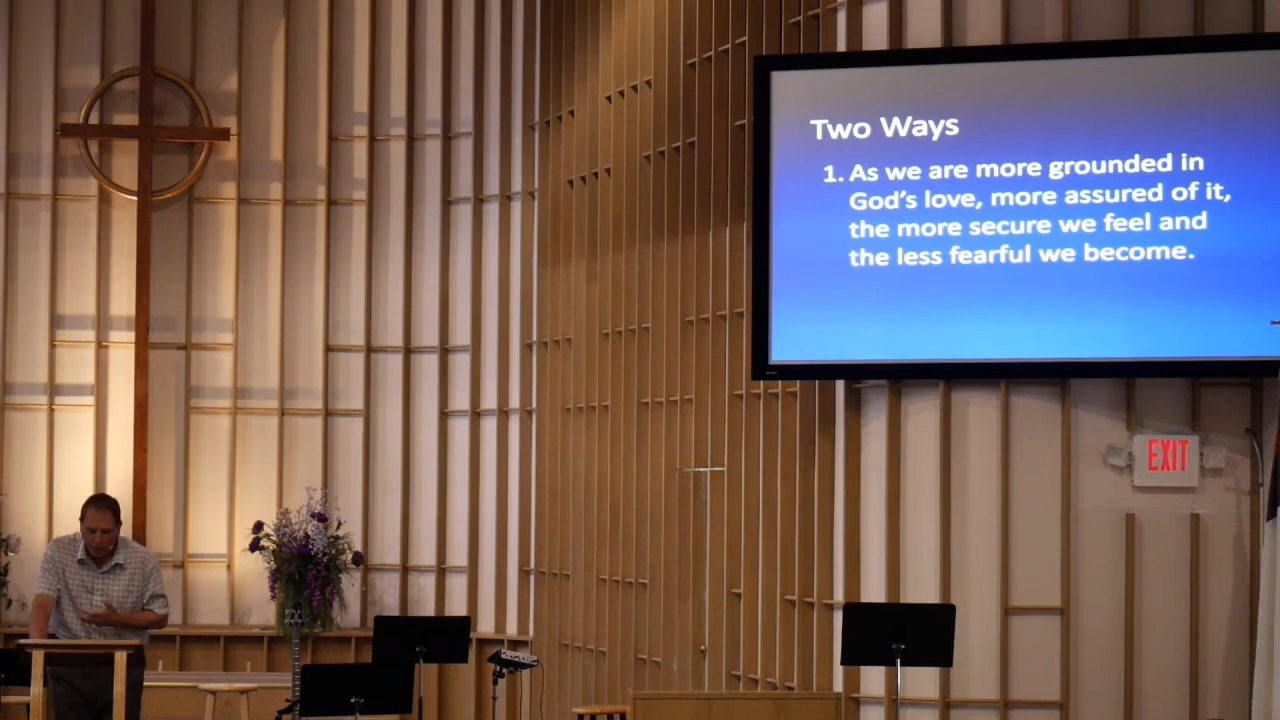 Two Ways
1. As we are more grounded in
God's love, more assured of it,
the more secure we feel and
the less fearful we become.
EXIT